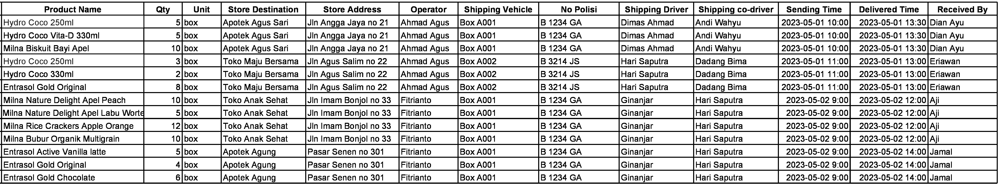 Product Name Qty Unit Store Destination Store Address Operator Shipping Vehicle No Polisi Shipping Driver Shipping co-driver Sending Time Delivered Time Received By
Hydro Coco 250ml 5 box Apotek Agus Sari Jln Angga Jaya no 21 Ahmad Agus Box A001 B 1234 GA Dimas Ahmad Andi Wahyu 2023-05-01 10:00 2023-05-01 13:30 Dian Ayu
Hydro Coco Vita-D 330ml 5 box Apotek Agus Sari Jln Angga Jaya no 21 Ahmad Agus Box A001 B 1234 GA Dimas Ahmad Andi Wahyu 2023-05-01 10:00 2023-05-01 13:30 Dian Ayu
Milna Biskuit Bayi Apel 10 box Apotek Agus Sari Jln Angga Jaya no 21 Ahmad Agus Box A001 B 1234 GA Dimas Ahmad Andi Wahyu 2023-05-01 10:00 2023-05-01 13:30 Dian Ayu
Hydro Coco 250ml 3 box Toko Maju Bersama Jln Agus Salim no 22 Ahmad Agus Box A002 B 3214 JS Hari Saputra Dadang Bima 2023-05-01 11:00 2023-05-01 13:00 Eriawan
Hydro Coco 330ml 2 box Toko Maju Bersama Jln Agus Salim no 22 Ahmad Agus Box A002 B 3214 JS Hari Saputra Dadang Bima 2023-05-01 11:00 2023-05-01 13:00 Eriawan
Entrasol Gold Original 8 box Toko Maju Bersama Jln Agus Salim no 22 Ahmad Agus Box A002 B 3214 JS Hari Saputra Dadang Bima 2023-05-01 11:00 2023-05-01 13:00 Eriawan
Milna Nature Delight Apel Peach 10 box Toko Anak Sehat Jln Imam Bonjol no 33 Fitrianto Box A001 B 1234 GA Ginanjar Hari Saputra 2023-05-02 9:00 2023-05-02 12:00 Aji
Milna Nature Delight Apel Labu Worte 5 box Toko Anak Sehat Jln Imam Bonjol no 33 Fitrianto Box A001 B 1234 GA Ginanjar Hari Saputra 2023-05-02 9:00 2023-05-02 12:00 Aji
Milna Rice Crackers Apple Orange 12 box Toko Anak Sehat Jln Imam Bonjol no 33 Fitrianto Box A001 B 1234 GA Ginanjar Hari Saputra 2023-05-02 9:00 2023-05-02 12:00 Aji
Milna Bubur Organik Multigrain 10 box Toko Anak Sehat Jln Imam Bonjol no 33 Fitrianto Box A001 B 1234 GA Ginanjar Hari Saputra 2023-05-02 9:00 2023-05-02 12:00 Aji
Entrasol Active Vanilla latte 5 box Apotek Agung Pasar Senen no 301 Fitrianto Box A001 B 1234 GA Ginanjar Hari Saputra 2023-05-02 9:00 2023-05-02 14:00 Jamal
Entrasol Gold Original 4 box Apotek Agung Pasar Senen no 301 Fitrianto Box A001 B 1234 GA Ginanjar Hari Saputra 2023-05-02 9:00 2023-05-02 14:00 Jamal
Entrasol Gold Chocolate 6 box Apotek Agung Pasar Senen no 301 Fitrianto Box A001 B 1234 GA Ginanjar Hari Saputra 2023-05-02 9:00 2023-05-02 14:00 Jamal